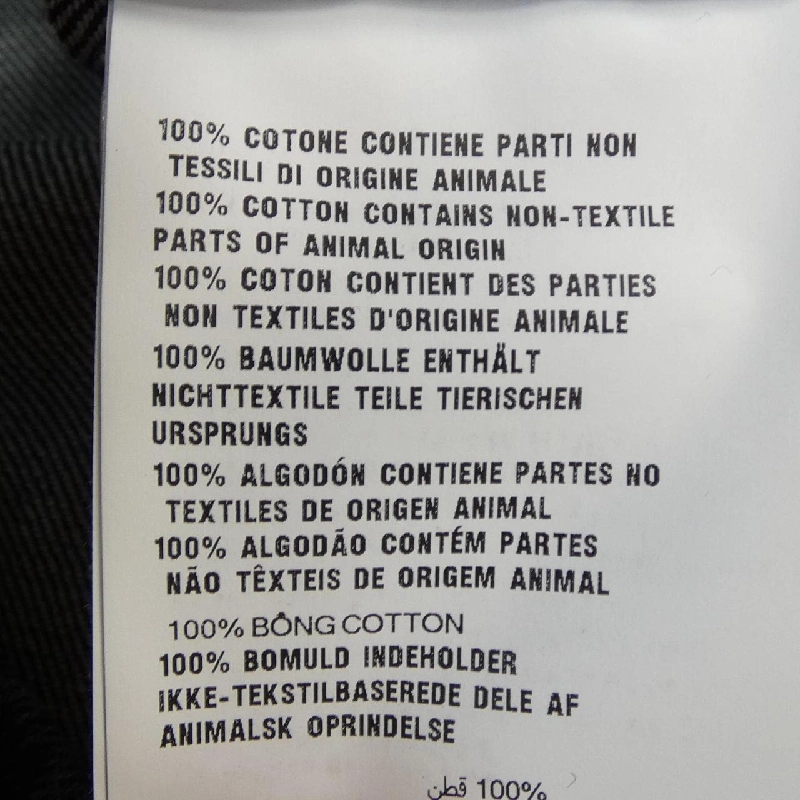 100% COTONE CONTIENE PARTI NON
TESSILI DI ORIGINE ANIMALE
100% COTTON CONTAINS NON-TEXTILE
PARTS OF ANIMAL ORIGIN
100% COTON CONTIENT DES PARTIES
NON TEXTILES D'ORIGINE ANIMALE
100% BAUMWOLLE ENTHÄLT
NICHTTEXTILE TEILE TIERISCHEN
URSPRUNGS
100% ALGODÓN CONTIENE PARTES NO
TEXTILES DE ORIGEN ANIMAL
100% ALGODÃO CONTÉM PARTES
NÃO TÊXTEIS DE ORIGEM ANIMAL
100% BÔNG COTTON
100% BOMULD INDEHOLDER
IKKE-TEKSTILBASEREDE DELE AF
ANIMALSK OPRINDELSE
100% قطن